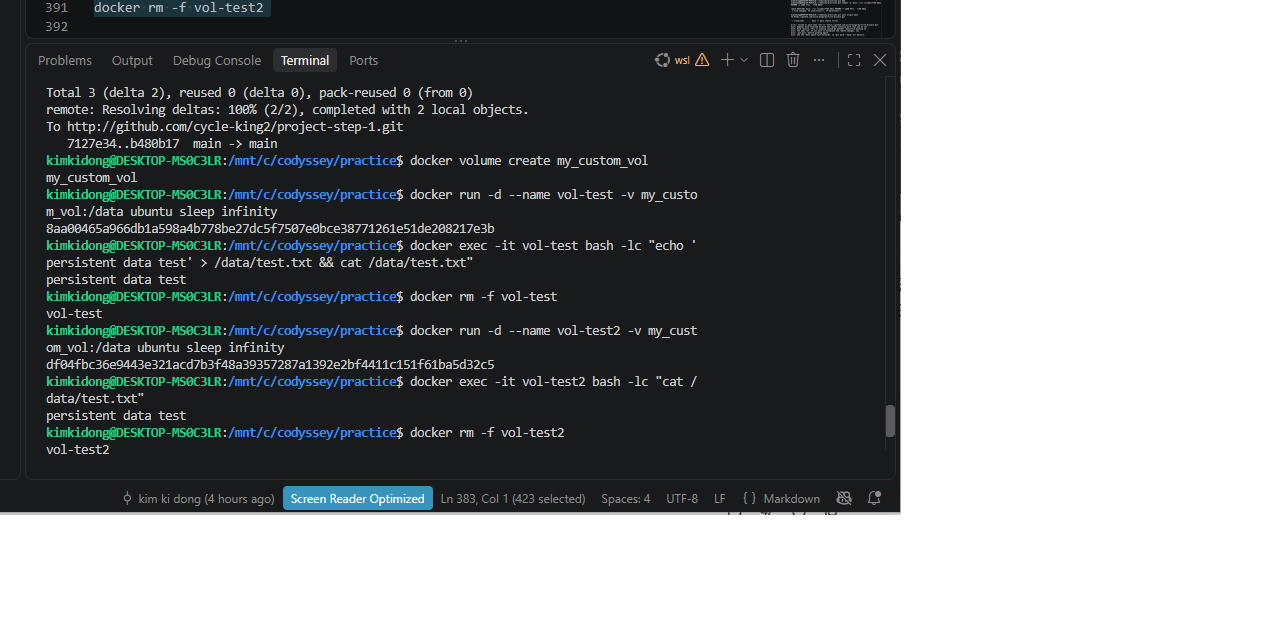 391 docker rm -f vol-test2
392
Problems Output Debug Console Terminal Ports wsl
Total 3 (delta 2), reused 0 (delta 0), pack-reused 0 (from 0)
remote: Resolving deltas: 100% (2/2), completed with 2 local objects.
To http://github.com/cycle-king2/project-step-1.git
   7127e34..b480b17  main -> main
kimkidong@DESKTOP-MS0C3LR:/mnt/c/codyssey/practice$ docker volume create my_custom_vol
my_custom_vol
kimkidong@DESKTOP-MS0C3LR:/mnt/c/codyssey/practice$ docker run -d --name vol-test -v my_custo
m_vol:/data ubuntu sleep infinity
8aa00465a966db1a598a4b778be27dc5f7507e0bce38771261e51de208217e3b
kimkidong@DESKTOP-MS0C3LR:/mnt/c/codyssey/practice$ docker exec -it vol-test bash -lc "echo '
persistent data test' > /data/test.txt && cat /data/test.txt"
persistent data test
kimkidong@DESKTOP-MS0C3LR:/mnt/c/codyssey/practice$ docker rm -f vol-test
vol-test
kimkidong@DESKTOP-MS0C3LR:/mnt/c/codyssey/practice$ docker run -d --name vol-test2 -v my_cust
om_vol:/data ubuntu sleep infinity
df04fbc36e9443e321acd7b3f48a39357287a1392e2bf4411c151f61ba5d32c5
kimkidong@DESKTOP-MS0C3LR:/mnt/c/codyssey/practice$ docker exec -it vol-test2 bash -lc "cat /
data/test.txt"
persistent data test
kimkidong@DESKTOP-MS0C3LR:/mnt/c/codyssey/practice$ docker rm -f vol-test2
vol-test2
kim ki dong (4 hours ago) Screen Reader Optimized Ln 383, Col 1 (423 selected) Spaces: 4 UTF-8 LF { } Markdown